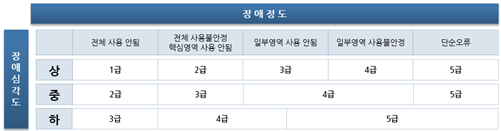 장애정도
장애심각도
전체 사용 안됨
전체 사용불안정
핵심영역 사용 안됨
일부영역 사용 안됨
일부영역 사용불안정
단순오류
상 1급 2급 3급 4급 5급
중 2급 3급 4급 5급
하 3급 4급 5급